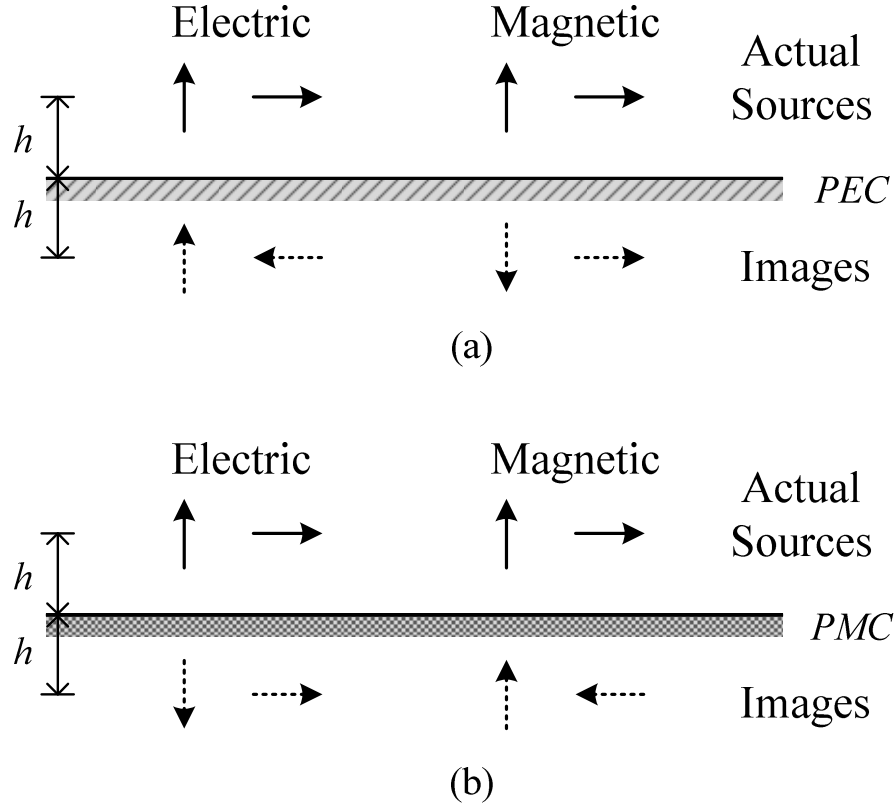 Electric
Magnetic
Actual
Sources
h
PEC
h
Images
(a)
Electric
Magnetic
Actual
Sources
h
PMC
h
Images
(b)